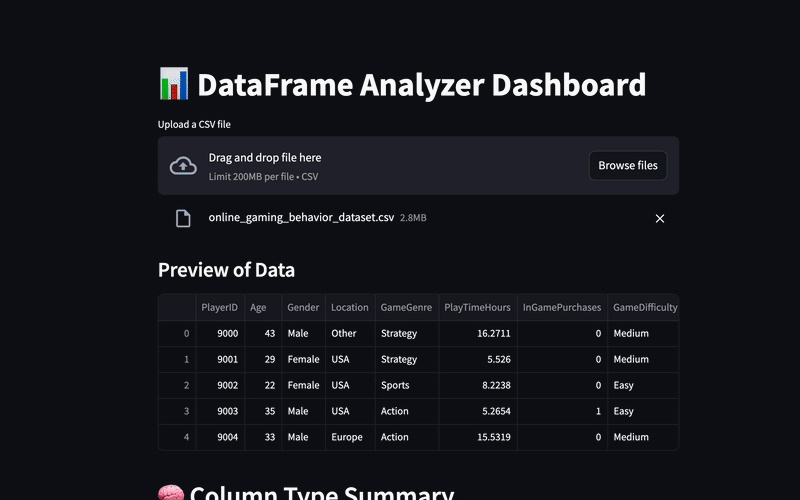 📊 DataFrame Analyzer Dashboard
Upload a CSV file
Drag and drop file here
Limit 200MB per file • CSV
Browse files
online_gaming_behavior_dataset.csv 2.8MB
Preview of Data
PlayerID Age Gender Location GameGenre PlayTimeHours InGamePurchases GameDifficulty
0 9000 43 Male Other Strategy 16.2711 0 Medium
1 9001 29 Female USA Strategy 5.526 0 Medium
2 9002 22 Female USA Sports 8.2238 0 Easy
3 9003 35 Male USA Action 5.2654 1 Easy
4 9004 33 Male Europe Action 15.5319 0 Medium
🧠 Column Type Summary